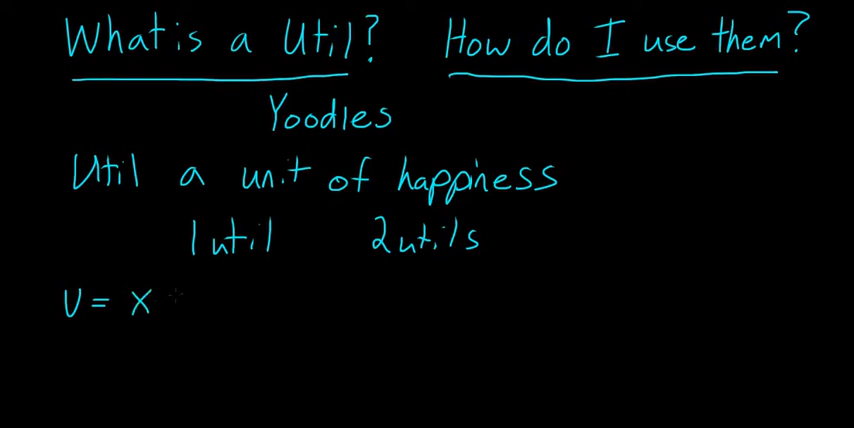 What is a Util? How do I use them?
Yoodles
Util a unit of happiness
1 util 2 utils
U = X